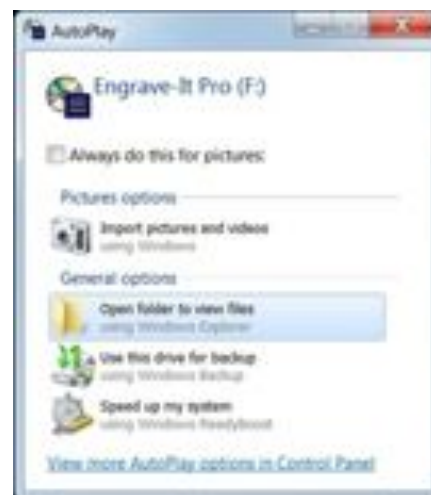 AutoPlay
Engrave-It Pro (F:)
Always do this for pictures:
Pictures options
Import pictures and videos
using Windows
General options
Open folder to view files
using Windows Explorer
Use this drive for backup
using Windows Backup
Speed up my system
using Windows ReadyBoost
View more AutoPlay options in Control Panel